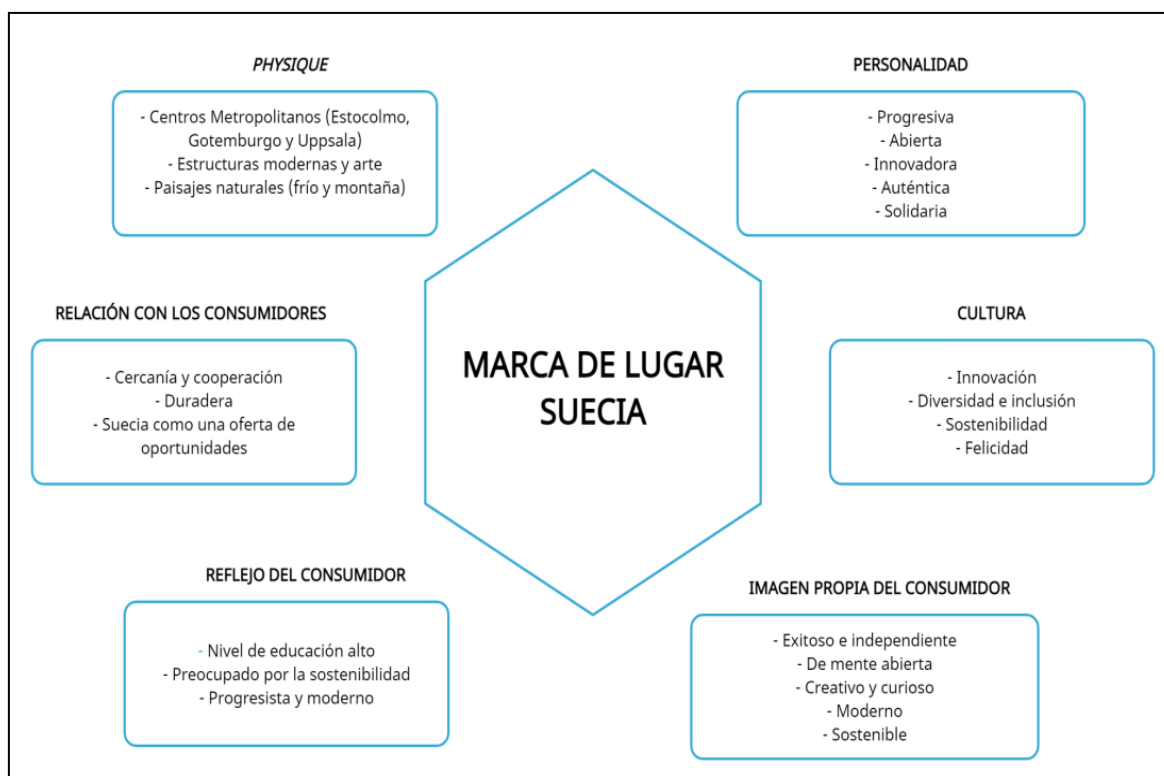 PHYSIQUE
- Centros Metropolitanos (Estocolmo,
Gotemburgo y Uppsala)
- Estructuras modernas y arte
- Paisajes naturales (frío y montaña)
PERSONALIDAD
- Progresiva
- Abierta
- Innovadora
- Auténtica
- Solidaria
RELACIÓN CON LOS CONSUMIDORES
- Cercanía y cooperación
- Duradera
- Suecia como una oferta de
oportunidades
MARCA DE LUGAR
SUECIA
CULTURA
- Innovación
- Diversidad e inclusión
- Sostenibilidad
- Felicidad
REFLEJO DEL CONSUMIDOR
- Nivel de educación alto
- Preocupado por la sostenibilidad
- Progresista y moderno
IMAGEN PROPIA DEL CONSUMIDOR
- Exitoso e independiente
- De mente abierta
- Creativo y curioso
- Moderno
- Sostenible